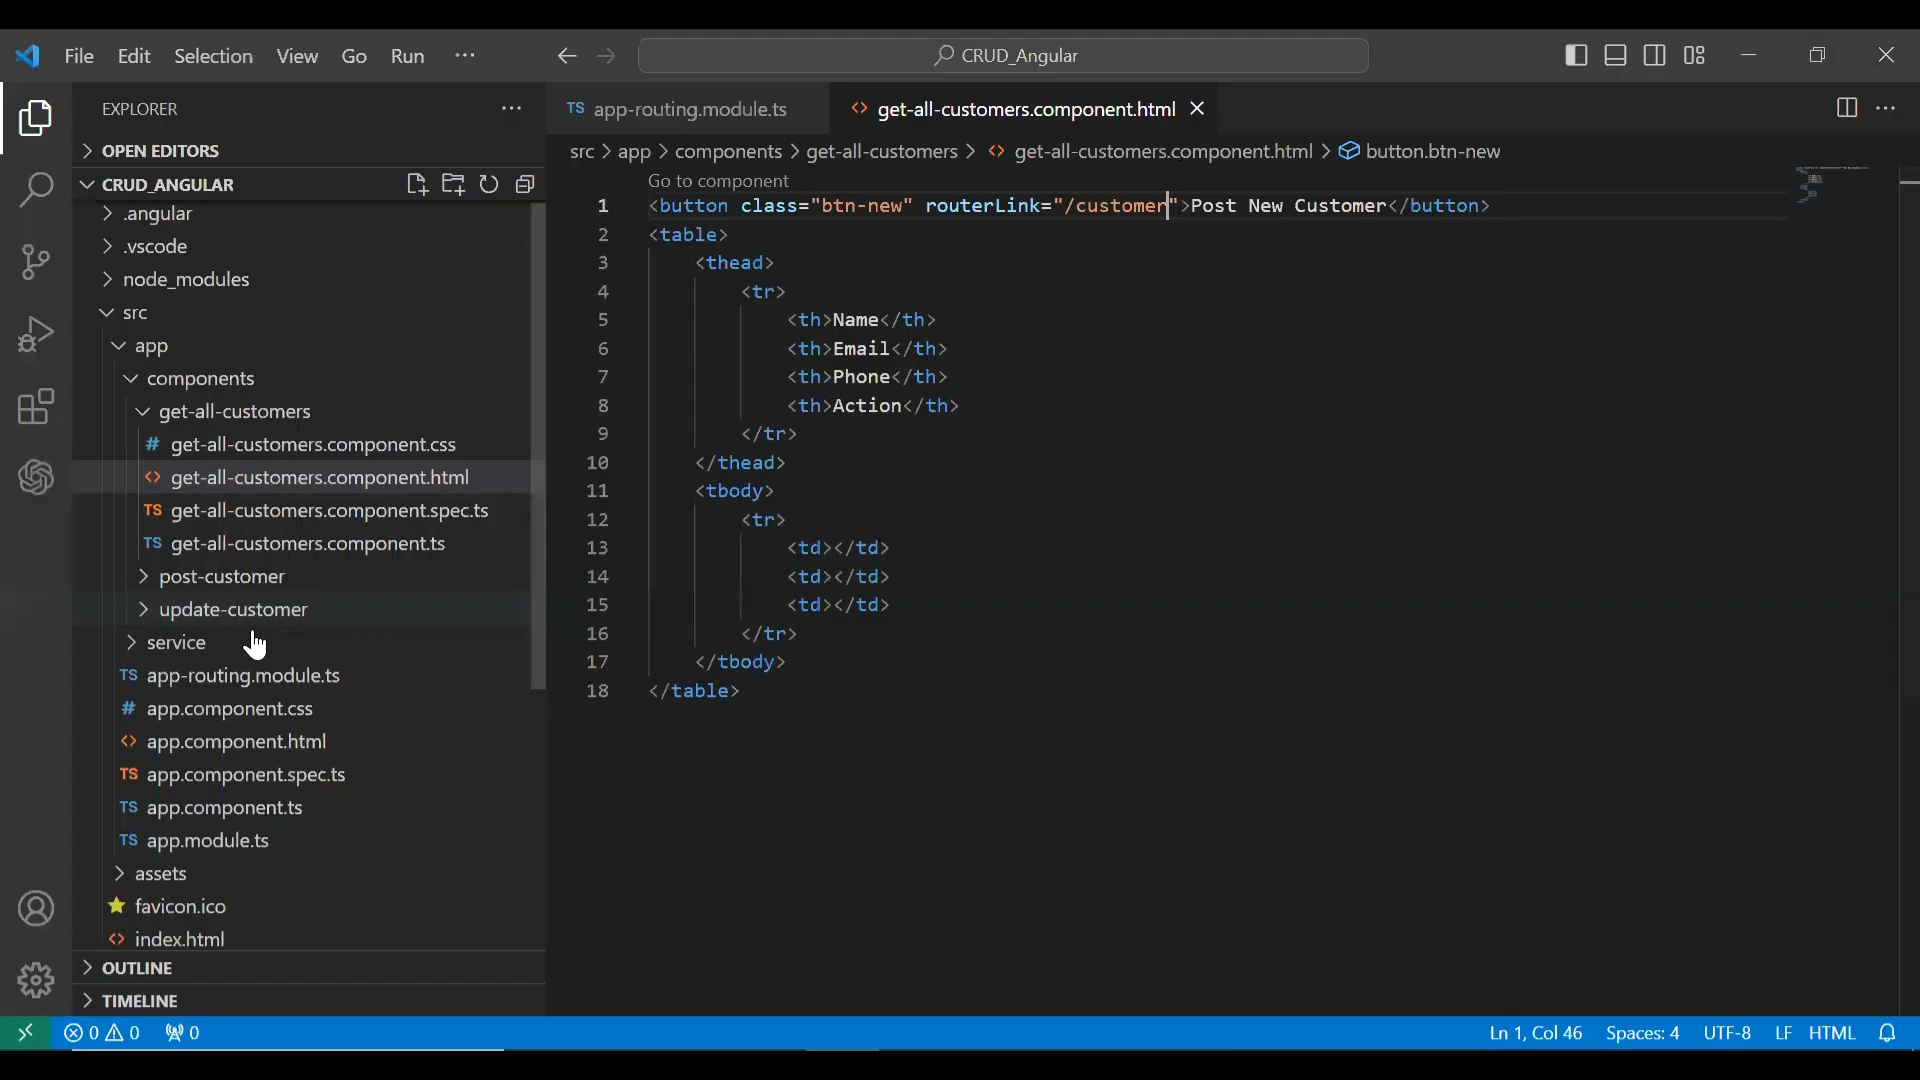 File Edit Selection View Go Run ···
CRUD_Angular
EXPLORER
OPEN EDITORS
CRUD_ANGULAR
.angular
.vscode
node_modules
src
app
components
get-all-customers
# get-all-customers.component.css
<> get-all-customers.component.html
TS get-all-customers.component.spec.ts
TS get-all-customers.component.ts
post-customer
update-customer
service
TS app-routing.module.ts
# app.component.css
<> app.component.html
TS app.component.spec.ts
TS app.component.ts
TS app.module.ts
assets
favicon.ico
<> index.html
OUTLINE
TIMELINE
TS app-routing.module.ts
<> get-all-customers.component.html
src > app > components > get-all-customers > <> get-all-customers.component.html > button.btn-new
Go to component
1 <button class="btn-new" routerLink="/customer">Post New Customer</button>
2 <table>
3 <thead>
4 <tr>
5 <th>Name</th>
6 <th>Email</th>
7 <th>Phone</th>
8 <th>Action</th>
9 </tr>
10 </thead>
11 <tbody>
12 <tr>
13 <td></td>
14 <td></td>
15 <td></td>
16 </tr>
17 </tbody>
18 </table>
0 0 0
Ln 1, Col 46 Spaces: 4 UTF-8 LF HTML